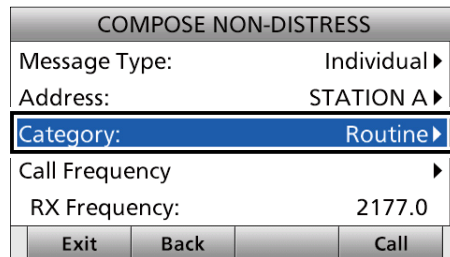 COMPOSE NON-DISTRESS
Message Type: Individual
Address: STATION A
Category: Routine
Call Frequency
RX Frequency: 2177.0
Exit Back Call